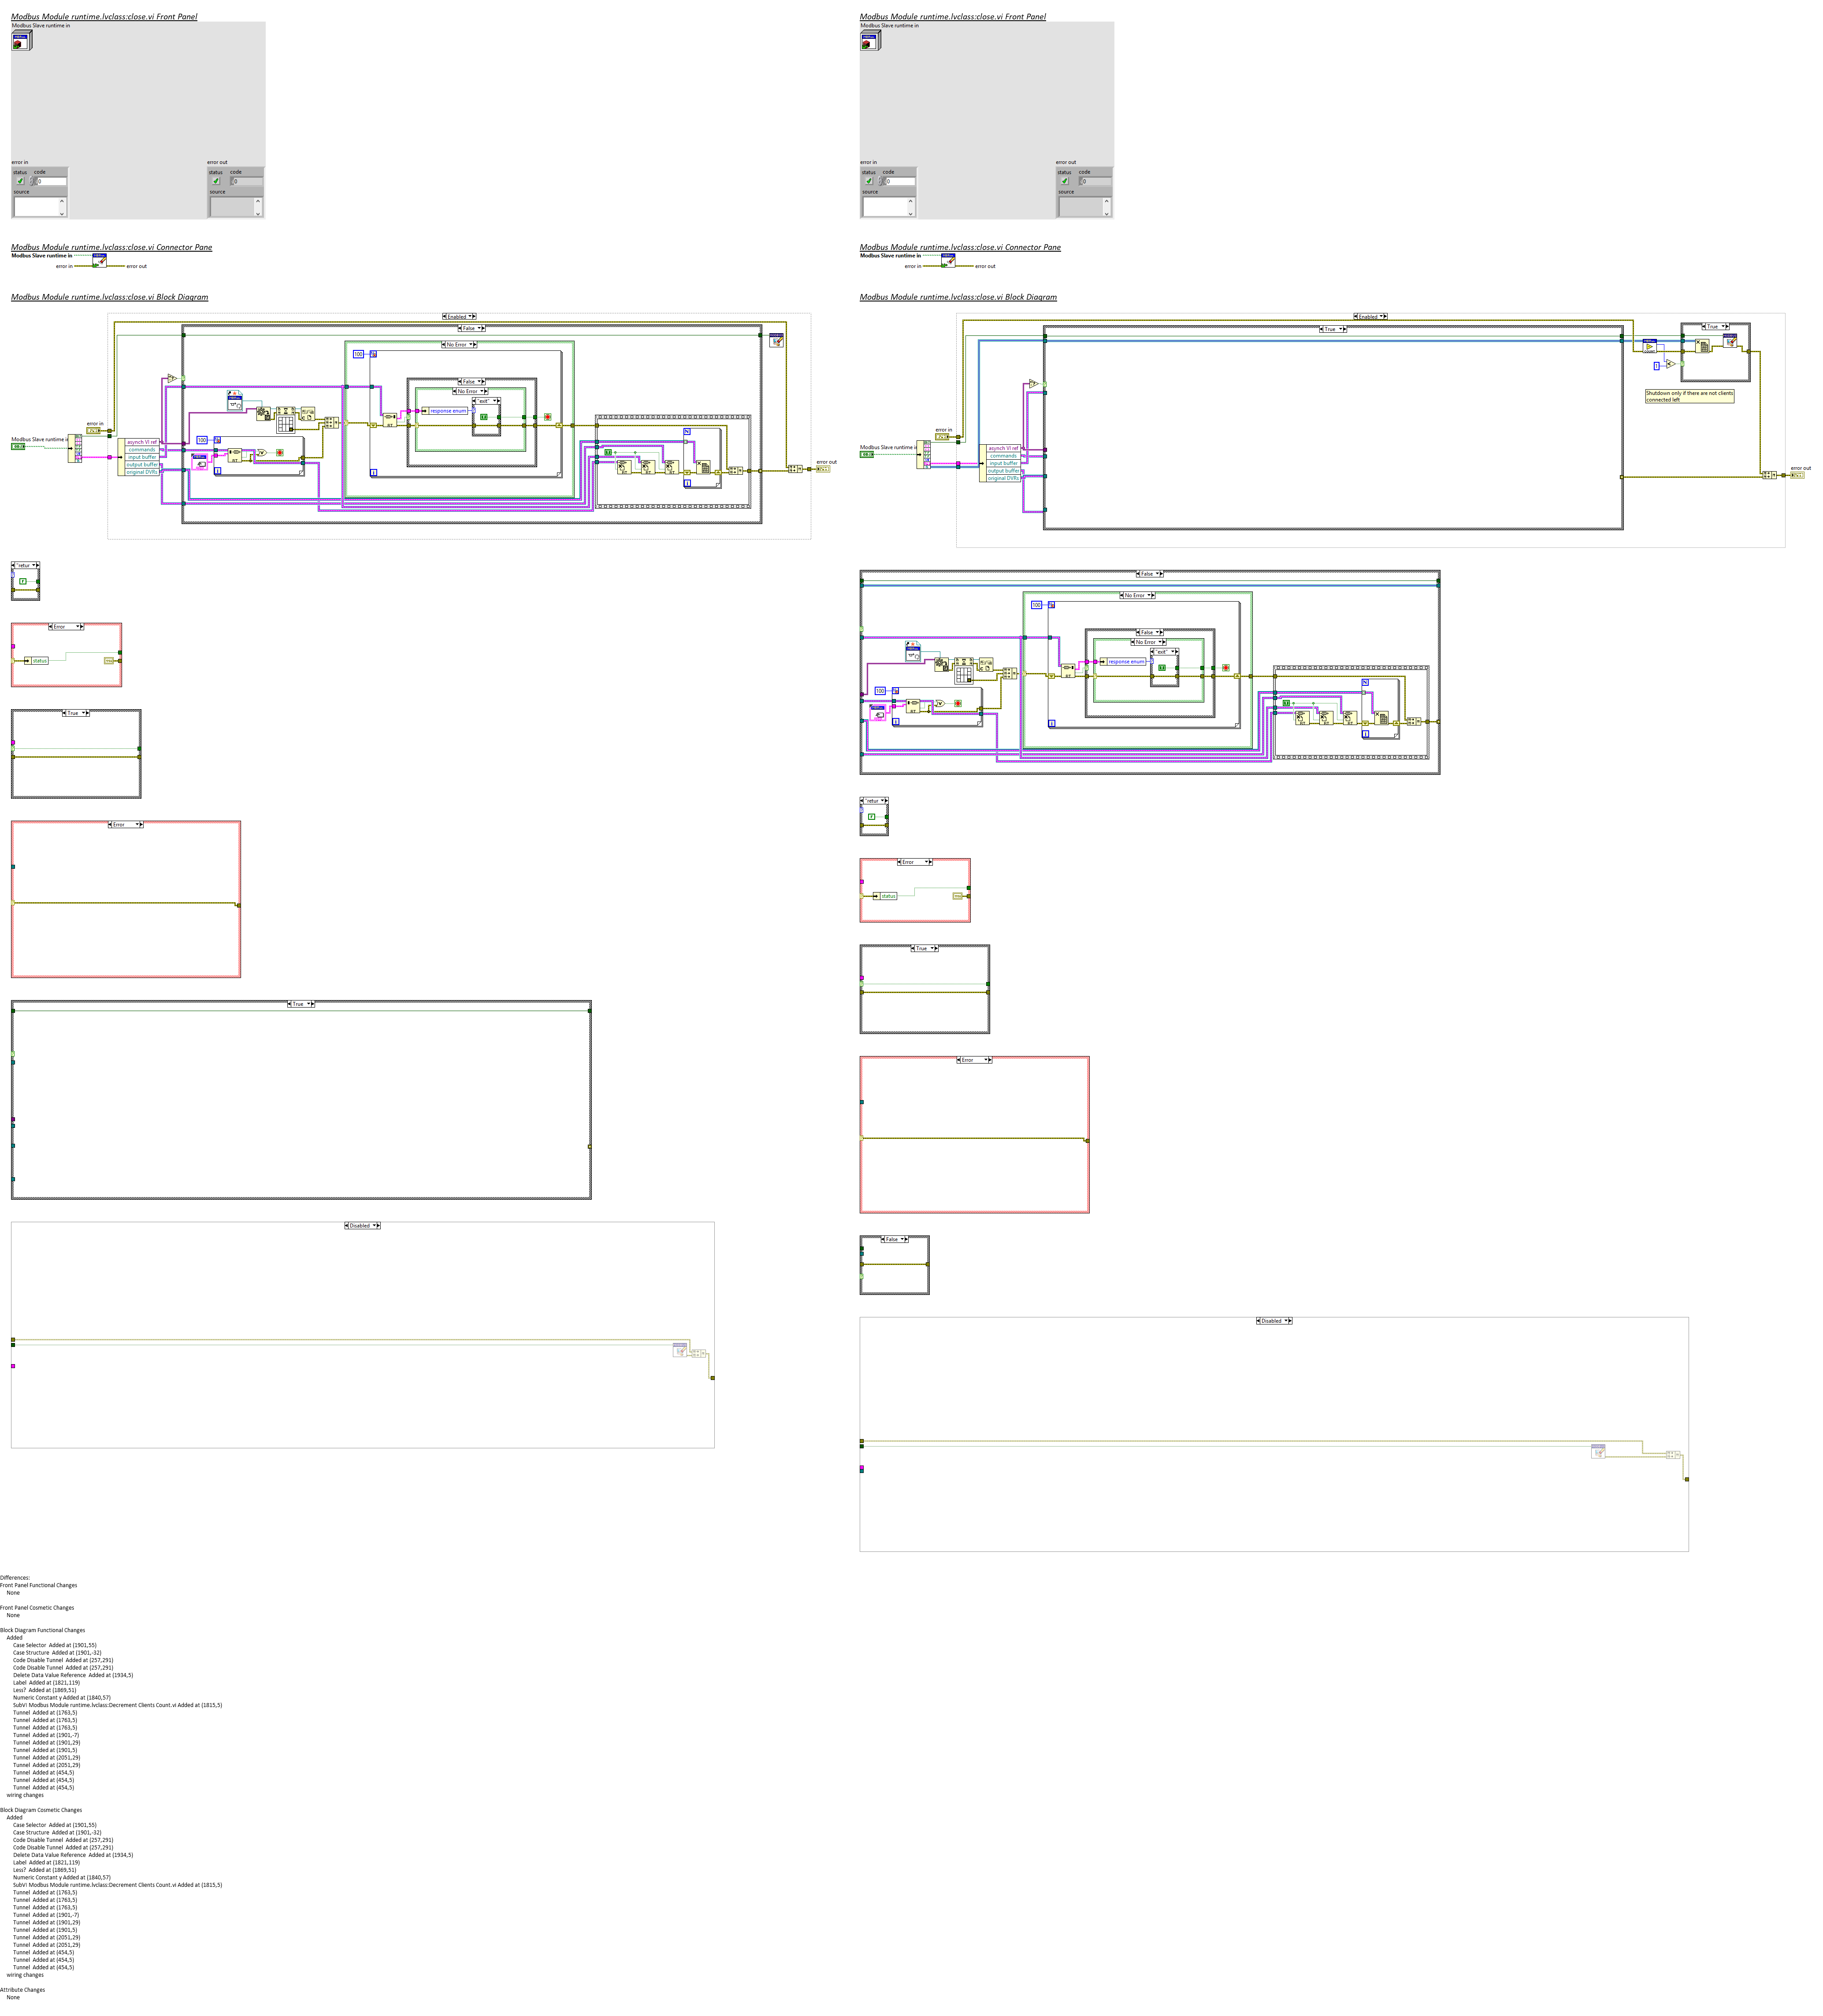 Modbus Module runtime.lvclass:close.vi Front Panel
Modbus Slave runtime in
error in
status code
0
source
error out
status code
0
source
Modbus Module runtime.lvclass:close.vi Connector Pane
Modbus Slave runtime in
error in
error out
Modbus Module runtime.lvclass:close.vi Block Diagram
Enabled
False
No Error
100
False
No Error
"exit"
response enum
error in
Modbus Slave runtime i
asynch VI ref
commands
input buffer
output buffer
original DVRs
100
error out
"retur
Error
status
True
Error
True
Disabled
Modbus Module runtime.lvclass:close.vi Front Panel
Modbus Slave runtime in
error in
status code
0
source
error out
status code
0
source
Modbus Module runtime.lvclass:close.vi Connector Pane
Modbus Slave runtime in
error in
error out
Modbus Module runtime.lvclass:close.vi Block Diagram
Enabled
True
True
Shutdown only if there are not clients
connected left
error in
Modbus Slave runtime i
asynch VI ref
commands
input buffer
output buffer
original DVRs
error out
False
No Error
100
False
No Error
"exit"
response enum
100
"retur
Error
status
True
Error
False
Disabled
Differences:
Front Panel Functional Changes
None
Front Panel Cosmetic Changes
None
Block Diagram Functional Changes
Added
Case Selector Added at (1901,55)
Case Structure Added at (1901,-32)
Code Disable Tunnel Added at (257,291)
Code Disable Tunnel Added at (257,291)
Delete Data Value Reference Added at (1934,5)
Label Added at (1821,119)
Less? Added at (1869,51)
Numeric Constant y Added at (1840,57)
SubVI Modbus Module runtime.lvclass:Decrement Clients Count.vi Added at (1815,5)
Tunnel Added at (1763,5)
Tunnel Added at (1763,5)
Tunnel Added at (1763,5)
Tunnel Added at (1901,-7)
Tunnel Added at (1901,29)
Tunnel Added at (1901,5)
Tunnel Added at (2051,29)
Tunnel Added at (2051,29)
Tunnel Added at (454,5)
Tunnel Added at (454,5)
Tunnel Added at (454,5)
wiring changes
Block Diagram Cosmetic Changes
Added
Case Selector Added at (1901,55)
Case Structure Added at (1901,-32)
Code Disable Tunnel Added at (257,291)
Code Disable Tunnel Added at (257,291)
Delete Data Value Reference Added at (1934,5)
Label Added at (1821,119)
Less? Added at (1869,51)
Numeric Constant y Added at (1840,57)
SubVI Modbus Module runtime.lvclass:Decrement Clients Count.vi Added at (1815,5)
Tunnel Added at (1763,5)
Tunnel Added at (1763,5)
Tunnel Added at (1763,5)
Tunnel Added at (1901,-7)
Tunnel Added at (1901,29)
Tunnel Added at (1901,5)
Tunnel Added at (2051,29)
Tunnel Added at (2051,29)
Tunnel Added at (454,5)
Tunnel Added at (454,5)
Tunnel Added at (454,5)
wiring changes
Attribute Changes
None